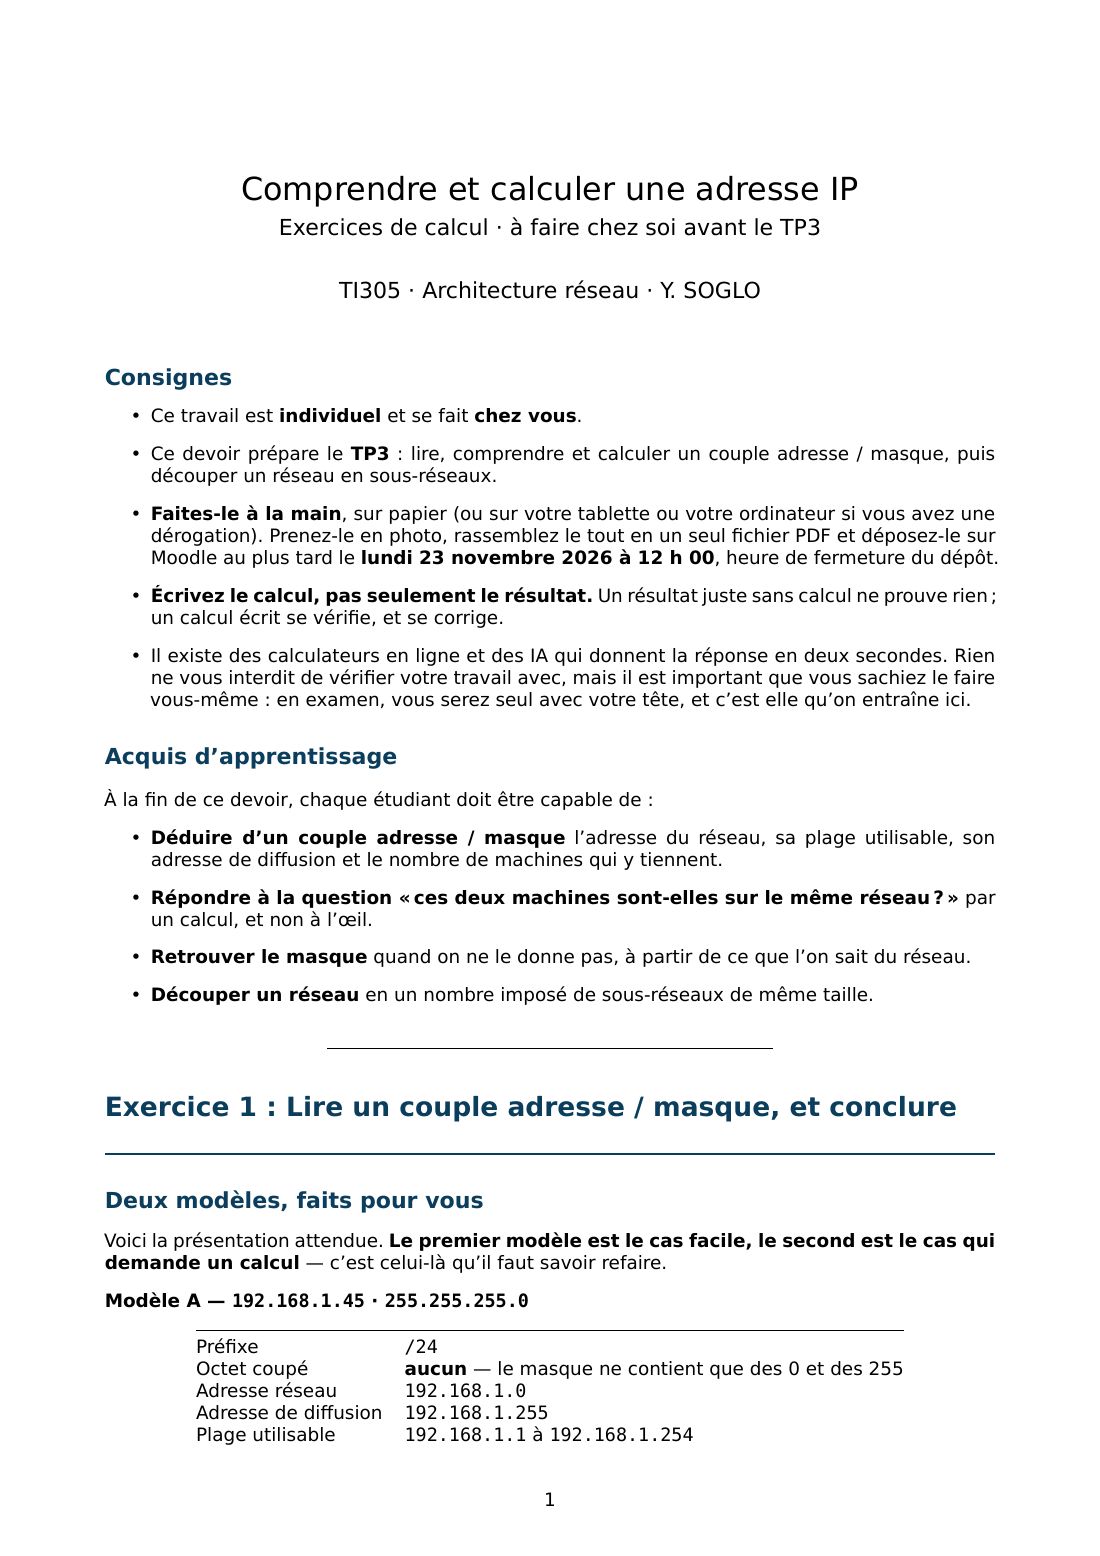 Comprendre et calculer une adresse IP
Exercices de calcul · à faire chez soi avant le TP3
TI305 · Architecture réseau · Y. SOGLO
Consignes
• Ce travail est individuel et se fait chez vous.
• Ce devoir prépare le TP3 : lire, comprendre et calculer un couple adresse / masque, puis
découper un réseau en sous-réseaux.
• Faites-le à la main, sur papier (ou sur votre tablette ou votre ordinateur si vous avez une
dérogation). Prenez-le en photo, rassemblez le tout en un seul fichier PDF et déposez-le sur
Moodle au plus tard le lundi 23 novembre 2026 à 12 h 00, heure de fermeture du dépôt.
• Écrivez le calcul, pas seulement le résultat. Un résultat juste sans calcul ne prouve rien ;
un calcul écrit se vérifie, et se corrige.
• Il existe des calculateurs en ligne et des IA qui donnent la réponse en deux secondes. Rien
ne vous interdit de vérifier votre travail avec, mais il est important que vous sachiez le faire
vous-même : en examen, vous serez seul avec votre tête, et c’est elle qu’on entraîne ici.
Acquis d’apprentissage
À la fin de ce devoir, chaque étudiant doit être capable de :
• Déduire d’un couple adresse / masque l’adresse du réseau, sa plage utilisable, son
adresse de diffusion et le nombre de machines qui y tiennent.
• Répondre à la question « ces deux machines sont-elles sur le même réseau ? » par
un calcul, et non à l’œil.
• Retrouver le masque quand on ne le donne pas, à partir de ce que l’on sait du réseau.
• Découper un réseau en un nombre imposé de sous-réseaux de même taille.
Exercice 1 : Lire un couple adresse / masque, et conclure
Deux modèles, faits pour vous
Voici la présentation attendue. Le premier modèle est le cas facile, le second est le cas qui
demande un calcul — c’est celui-là qu’il faut savoir refaire.
Modèle A — 192.168.1.45 · 255.255.255.0
Préfixe /24
Octet coupé aucun — le masque ne contient que des 0 et des 255
Adresse réseau 192.168.1.0
Adresse de diffusion 192.168.1.255
Plage utilisable 192.168.1.1 à 192.168.1.254
1